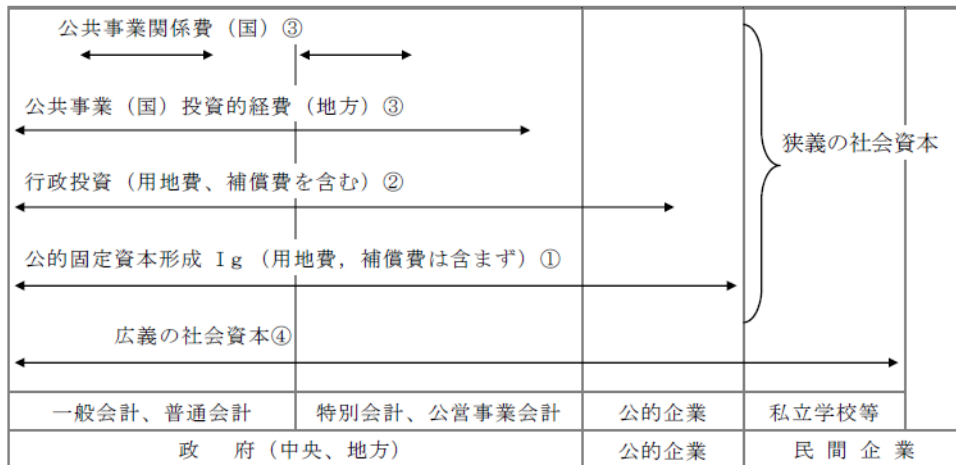 公共事業関係費（国）③
公共事業（国）投資的経費（地方）③
狭義の社会資本
行政投資（用地費、補償費を含む）②
公的固定資本形成 Ｉｇ（用地費，補償費は含まず）①
広義の社会資本④
一般会計、普通会計 特別会計、公営事業会計 公的企業 私立学校等
政　府（中央、地方） 公的企業 民 間 企 業